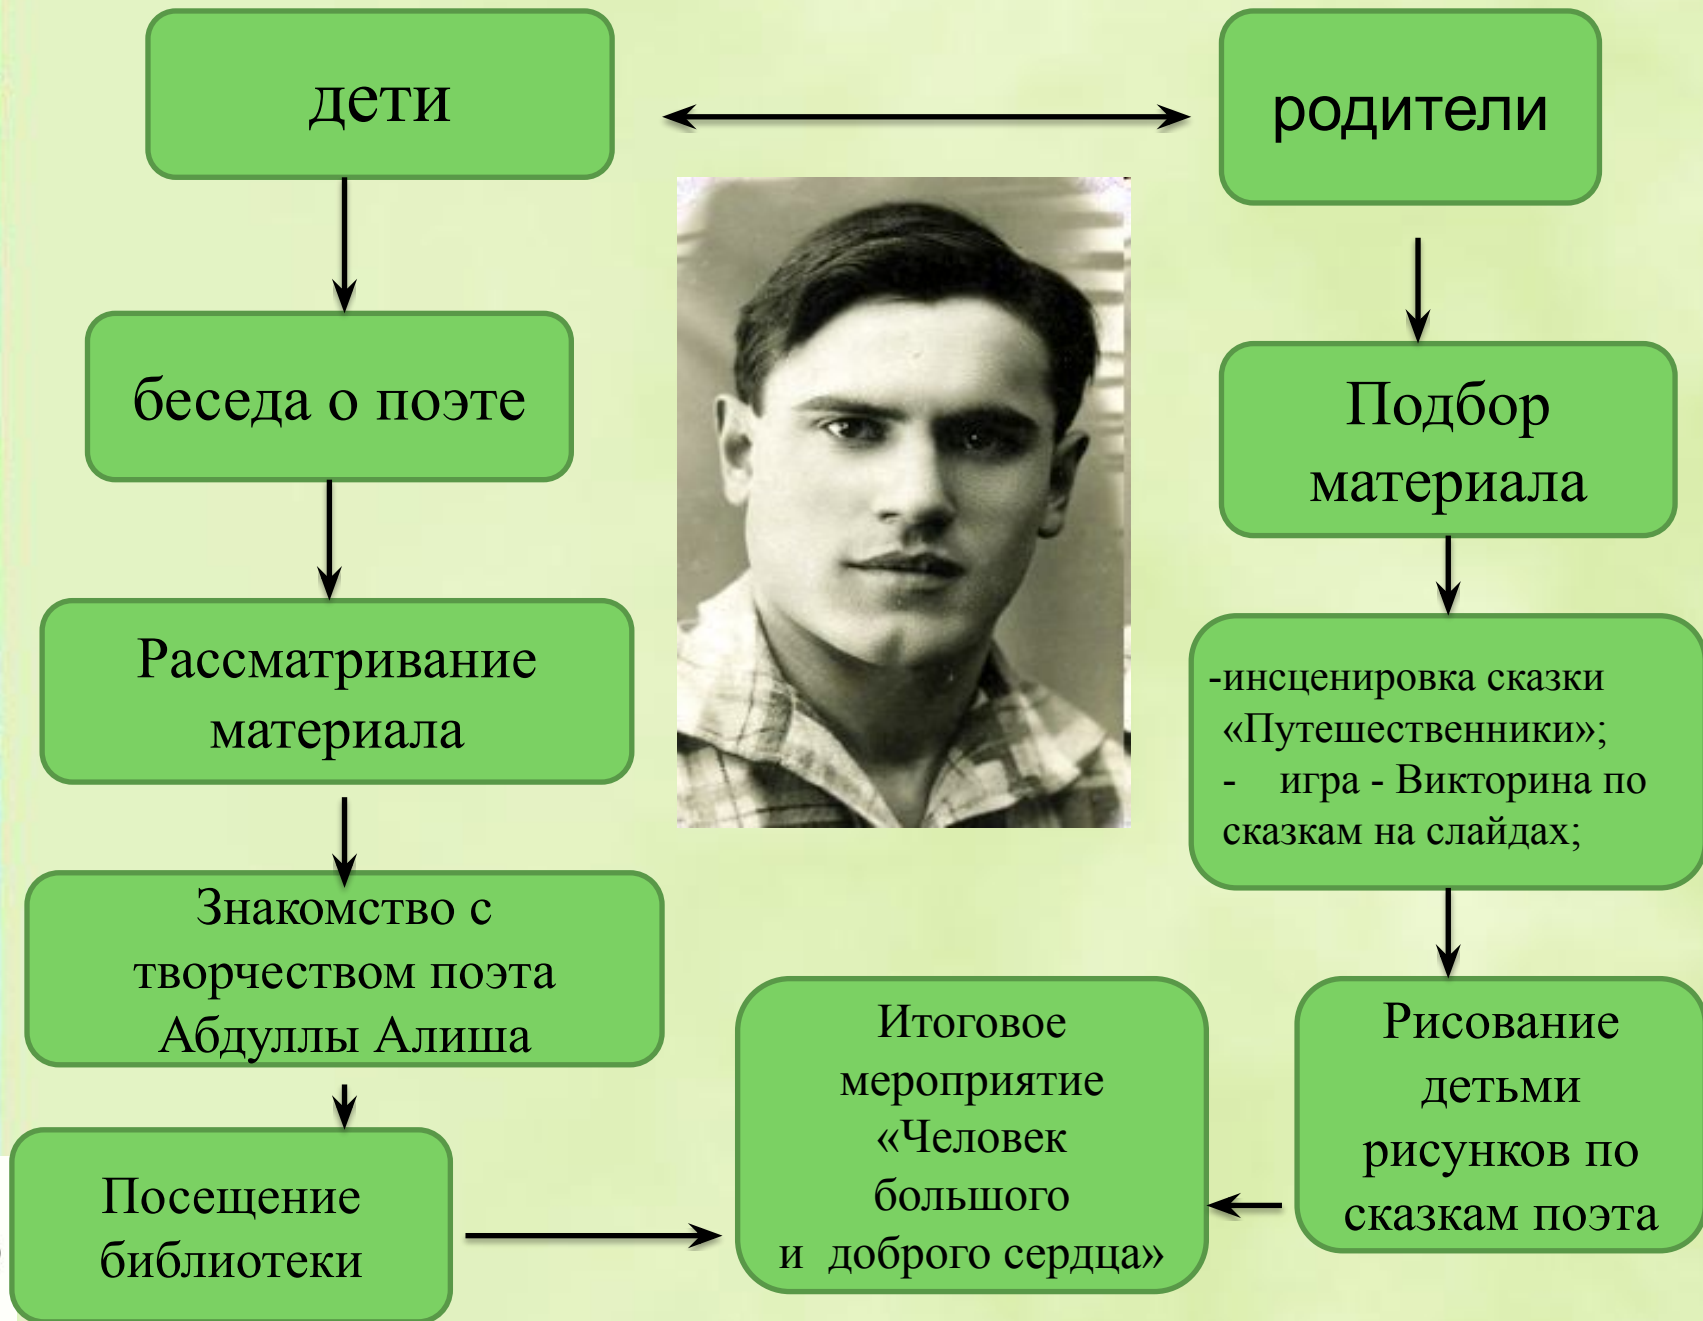 дети
родители
беседа о поэте
Подбор
материала
Рассматривание
материала
-инсценировка сказки
«Путешественники»;
- игра - Викторина по
сказкам на слайдах;
Знакомство с
творчеством поэта
Абдуллы Алиша
Итоговое
мероприятие
«Человек
большого
и доброго сердца»
Рисование
детьми
рисунков по
сказкам поэта
Посещение
библиотеки